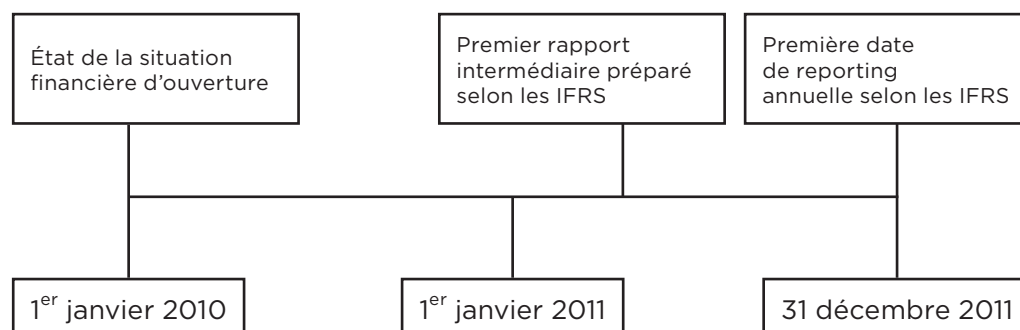 État de la situation
financière d’ouverture
Premier rapport
intermédiaire préparé
selon les IFRS
Première date
de reporting
annuelle selon les IFRS
1er janvier 2010
1er janvier 2011
31 décembre 2011